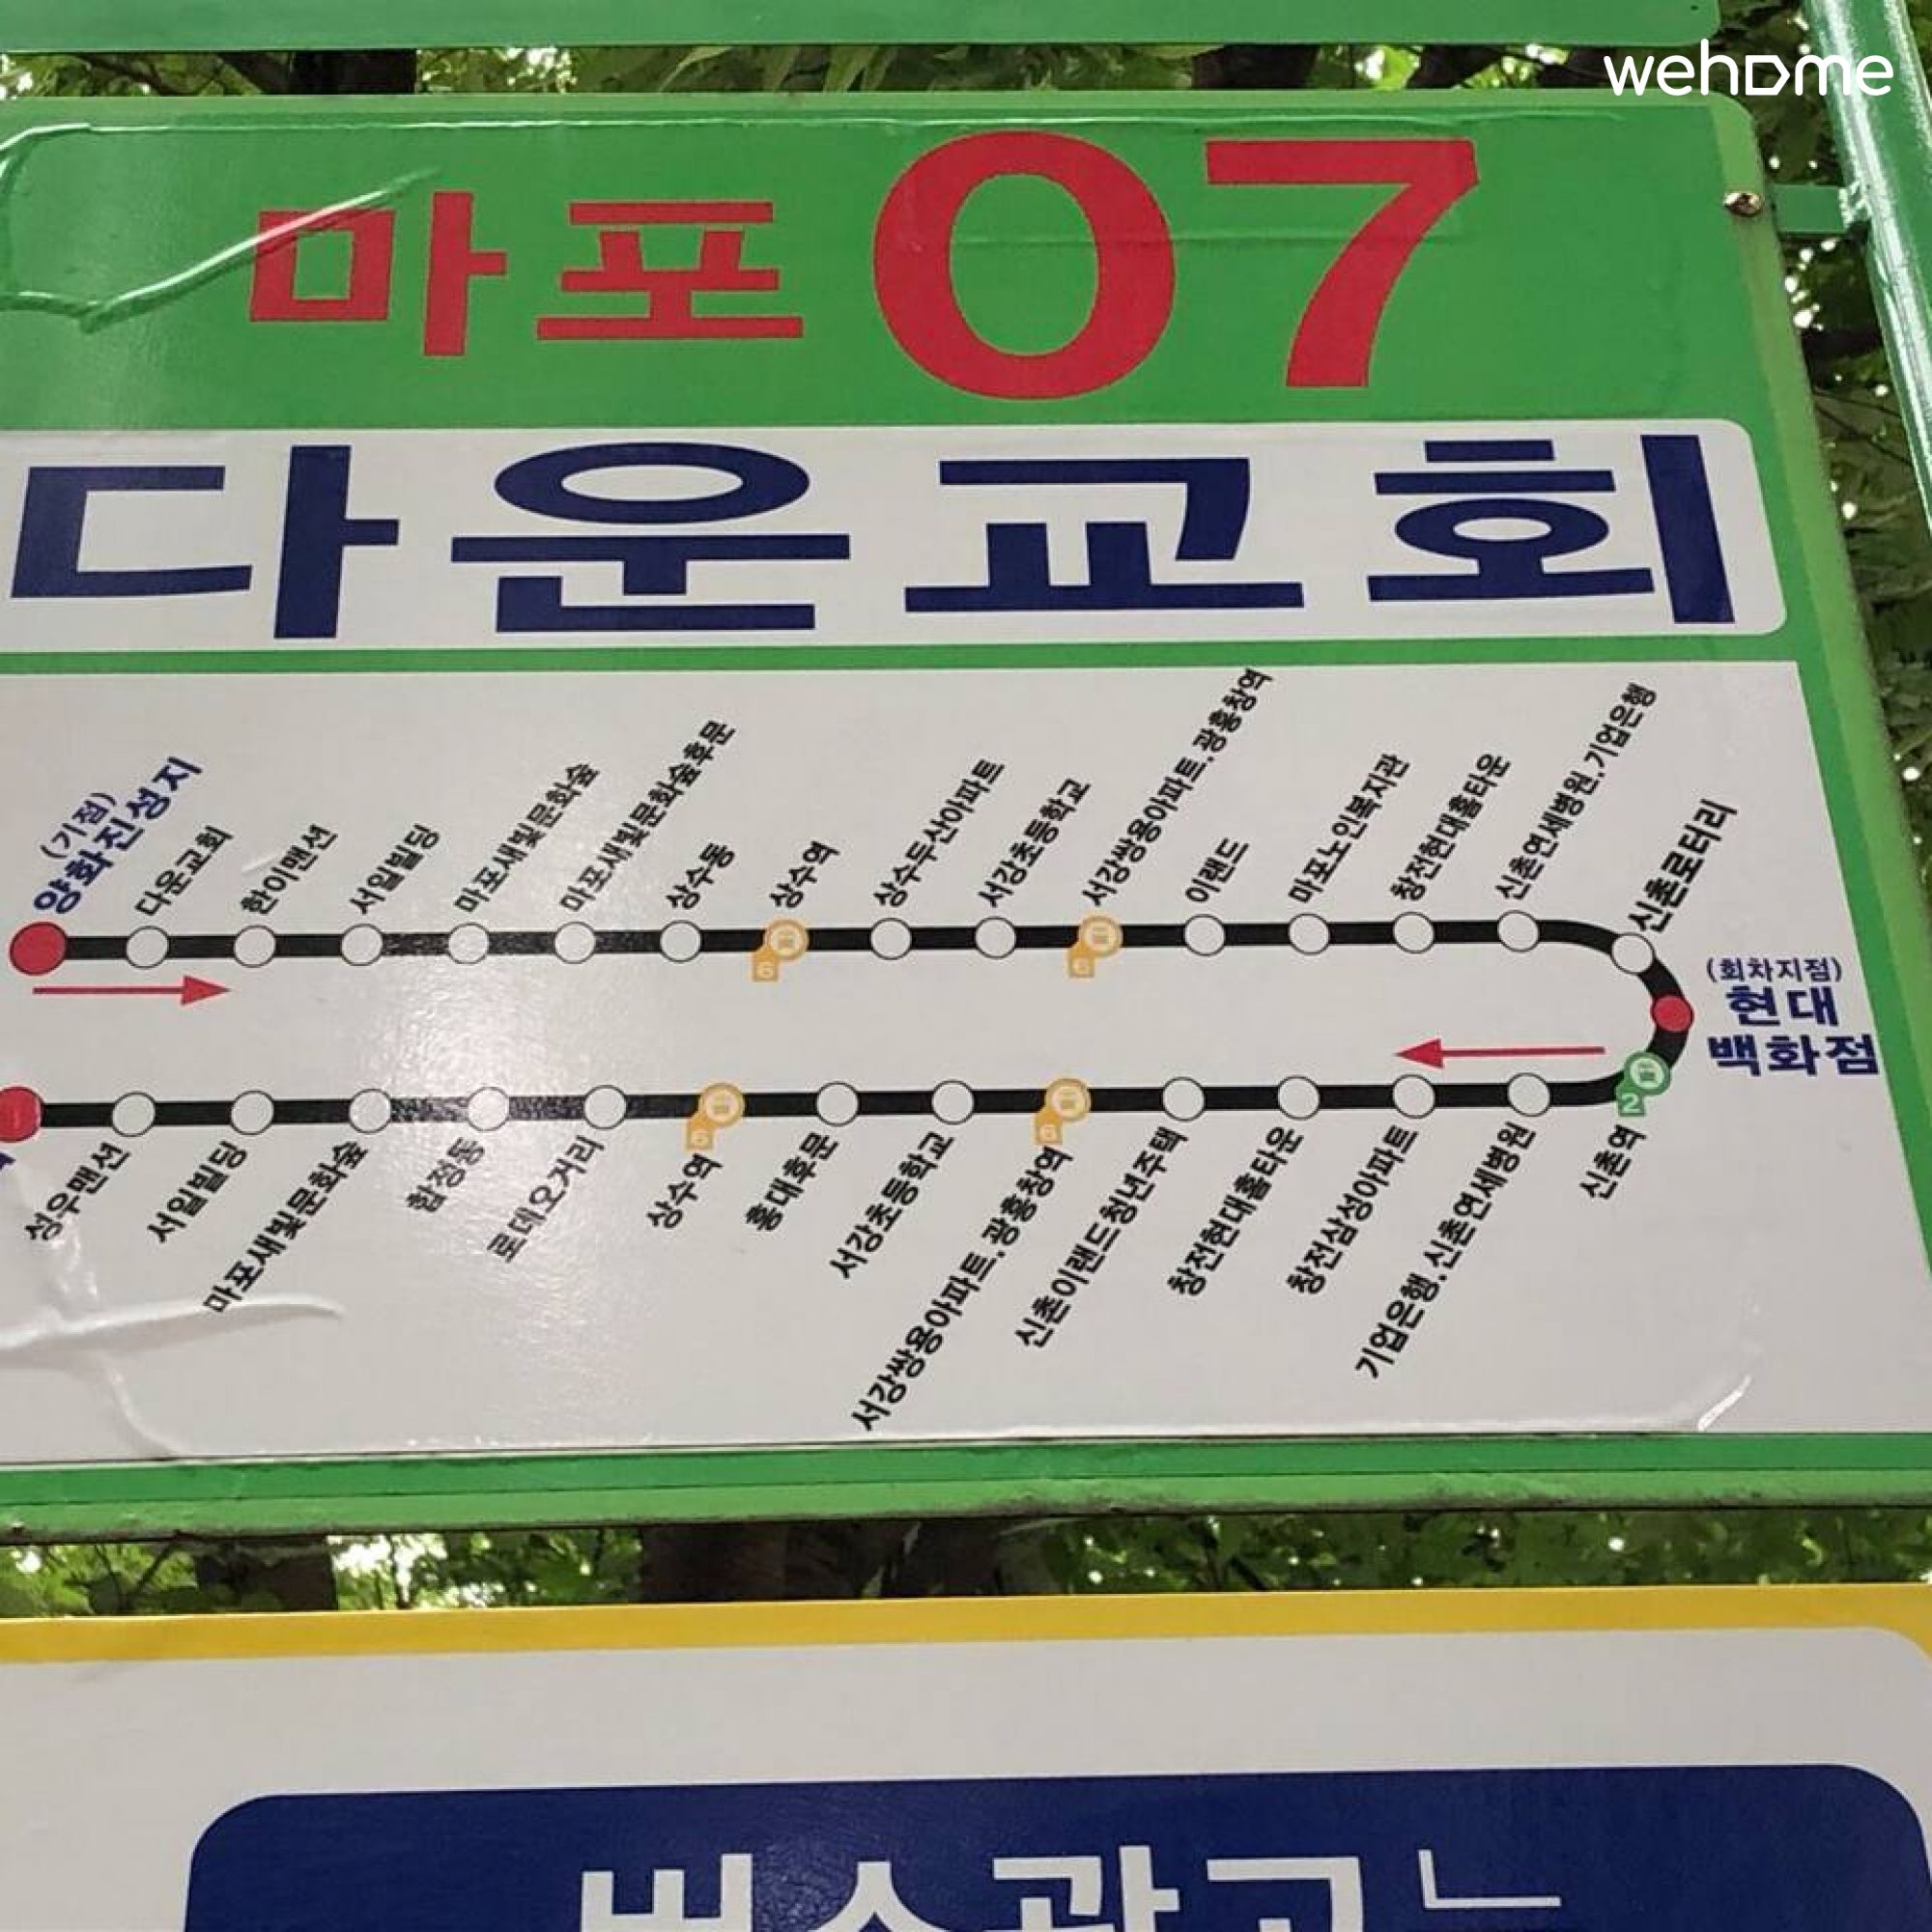 wehome
마포 07
다운교회
(기점)
양화진성지
다운교회
한이맨션
서일빌딩
마포새빛문화숲
마포새빛문화숲후문
상수동
상수역
6
상수두산아파트
서강초등학교
서강쌍용아파트.광흥창역
6
이랜드
마포노인복지관
창전현대홈타운
신촌연세병원.기업은행
신촌로터리
(회차지점)
현대
백화점
성우맨션
서일빌딩
마포새빛문화숲
합정동
로데오거리
상수역
6
홍대후문
서강초등학교
서강쌍용아파트.광흥창역
6
신촌이랜드청년주택
창전현대홈타운
창전삼성아파트
기업은행.신촌연세병원
신촌역
2
버스광고